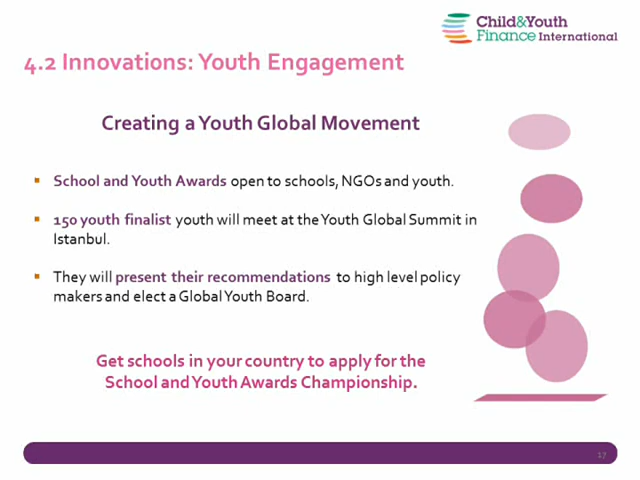 Child&Youth
Finance International
4.2 Innovations: Youth Engagement
Creating a Youth Global Movement
School and Youth Awards open to schools, NGOs and youth.
150 youth finalist youth will meet at the Youth Global Summit in
Istanbul.
They will present their recommendations to high level policy
makers and elect a Global Youth Board.
Get schools in your country to apply for the
School and Youth Awards Championship.
17